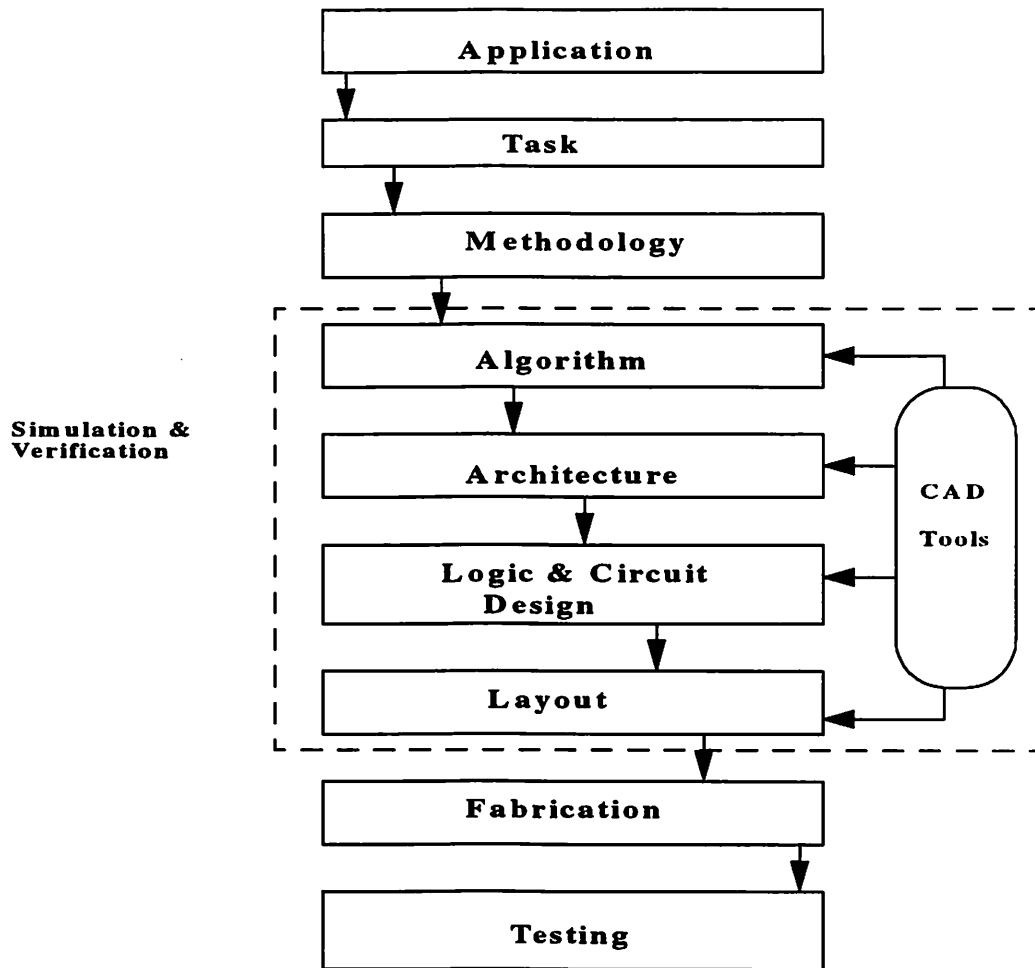 Application
Task
Methodology
Algorithm
Simulation &
Verification
Architecture
CAD
Tools
Logic & Circuit
Design
Layout
Fabrication
Testing